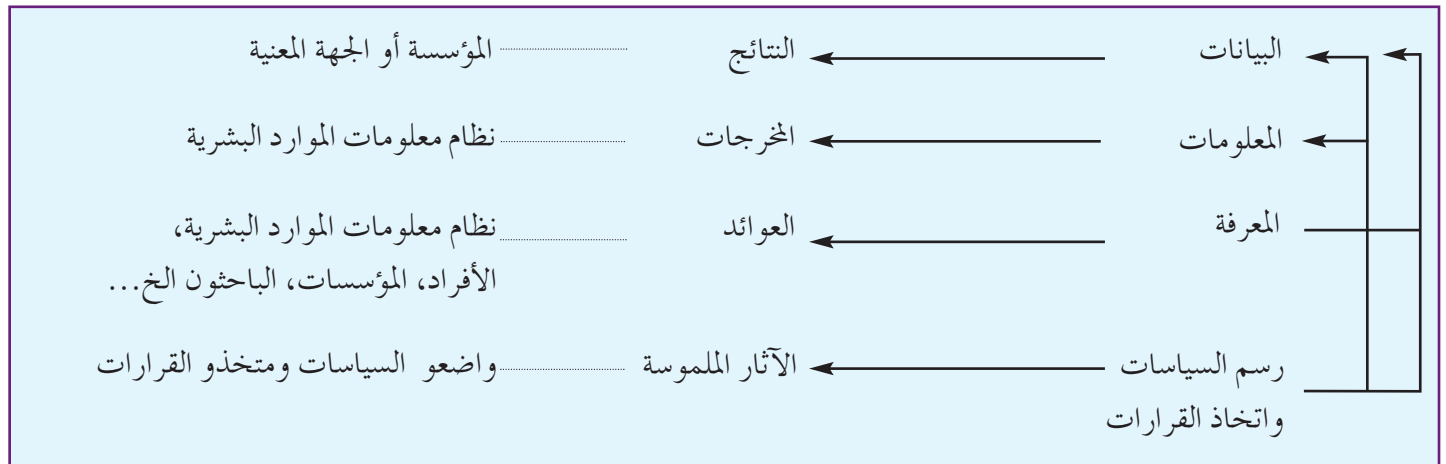 البيانات النتائج المؤسسة أو الجهة المعنية
المعلومات المخرجات نظام معلومات الموارد البشرية
المعرفة العوائد نظام معلومات الموارد البشرية،
الأفراد، المؤسسات، الباحثون الخ...
رسم السياسات الآثار الملموسة واضعو السياسات ومتخذو القرارات
واتخاذ القرارات